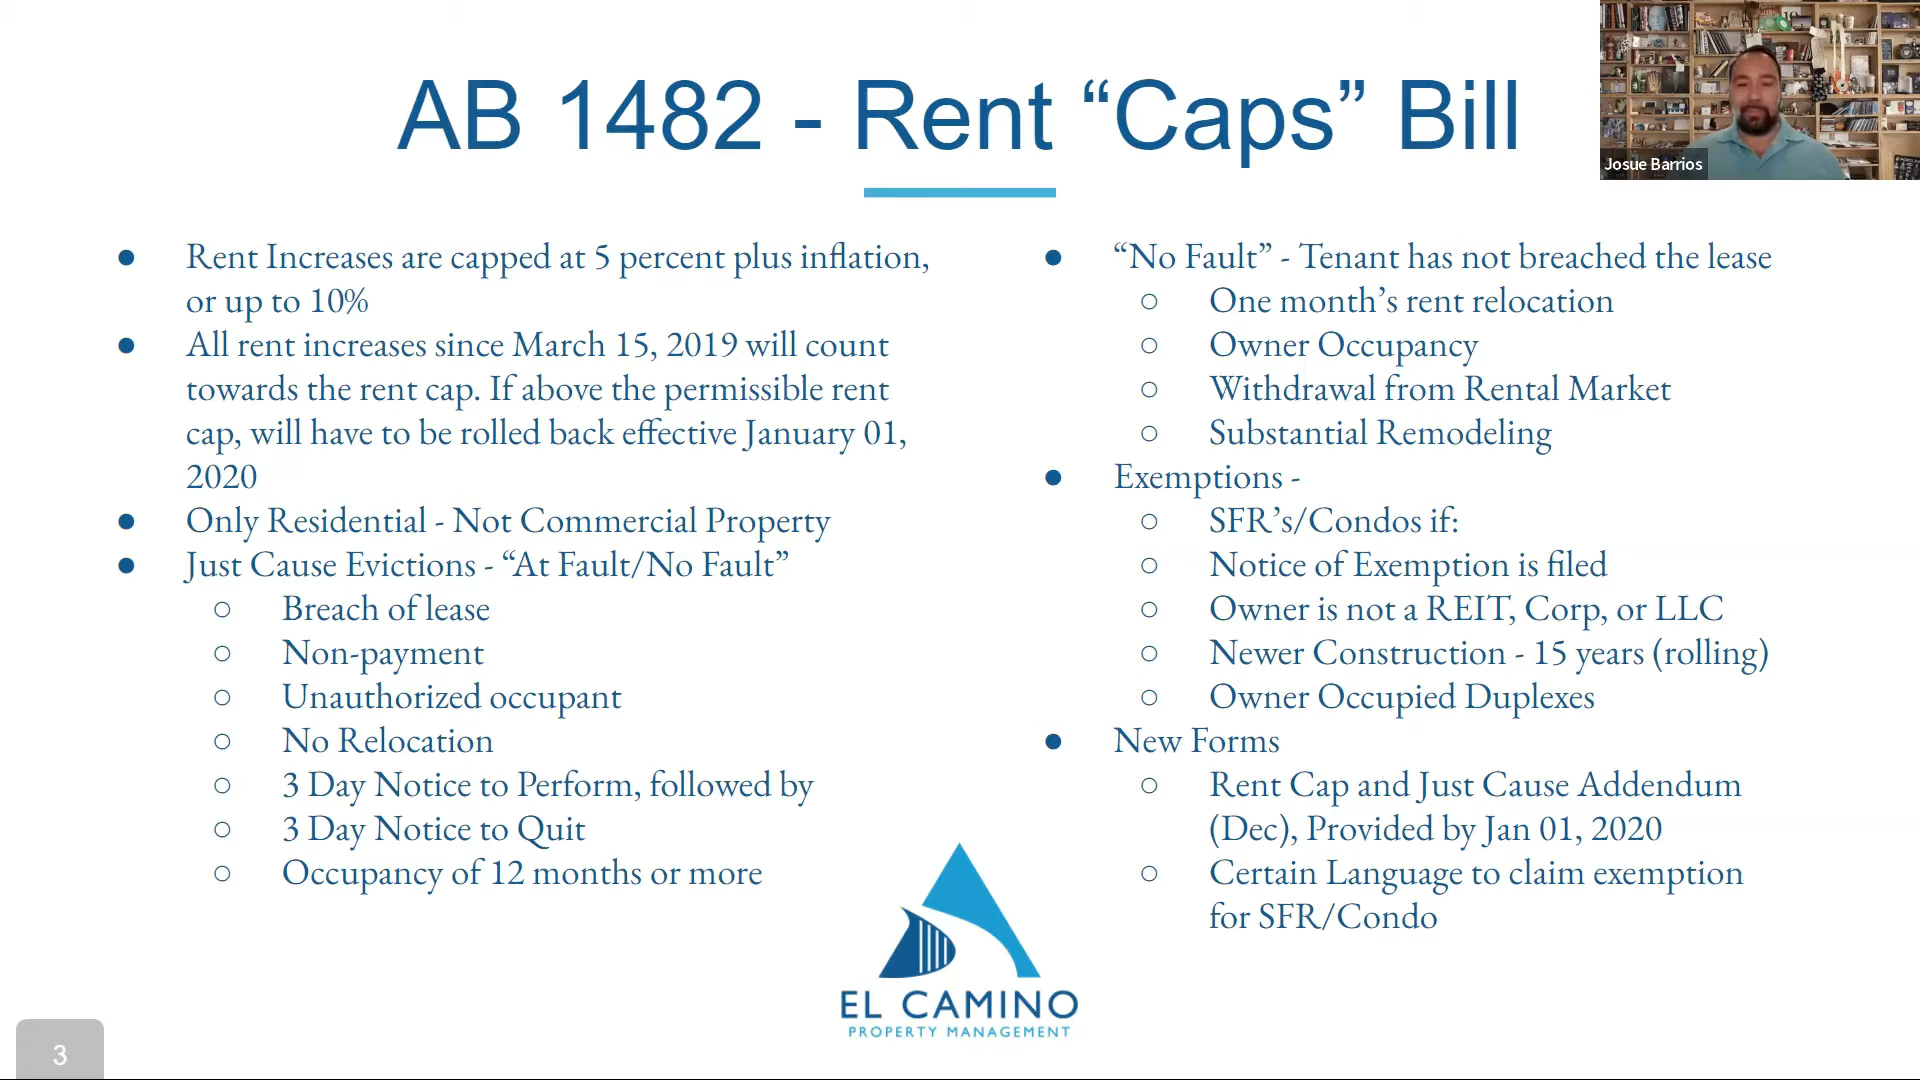 AB 1482 - Rent “Caps” Bill
Josue Barrios
● Rent Increases are capped at 5 percent plus inflation,
or up to 10%
● All rent increases since March 15, 2019 will count
towards the rent cap. If above the permissible rent
cap, will have to be rolled back effective January 01,
2020
● Only Residential - Not Commercial Property
● Just Cause Evictions - “At Fault/No Fault”
○ Breach of lease
○ Non-payment
○ Unauthorized occupant
○ No Relocation
○ 3 Day Notice to Perform, followed by
○ 3 Day Notice to Quit
○ Occupancy of 12 months or more
● “No Fault” - Tenant has not breached the lease
○ One month’s rent relocation
○ Owner Occupancy
○ Withdrawal from Rental Market
○ Substantial Remodeling
● Exemptions -
○ SFR’s/Condos if:
○ Notice of Exemption is filed
○ Owner is not a REIT, Corp, or LLC
○ Newer Construction - 15 years (rolling)
○ Owner Occupied Duplexes
● New Forms
○ Rent Cap and Just Cause Addendum
(Dec), Provided by Jan 01, 2020
○ Certain Language to claim exemption
for SFR/Condo
EL CAMINO
PROPERTY MANAGEMENT
3